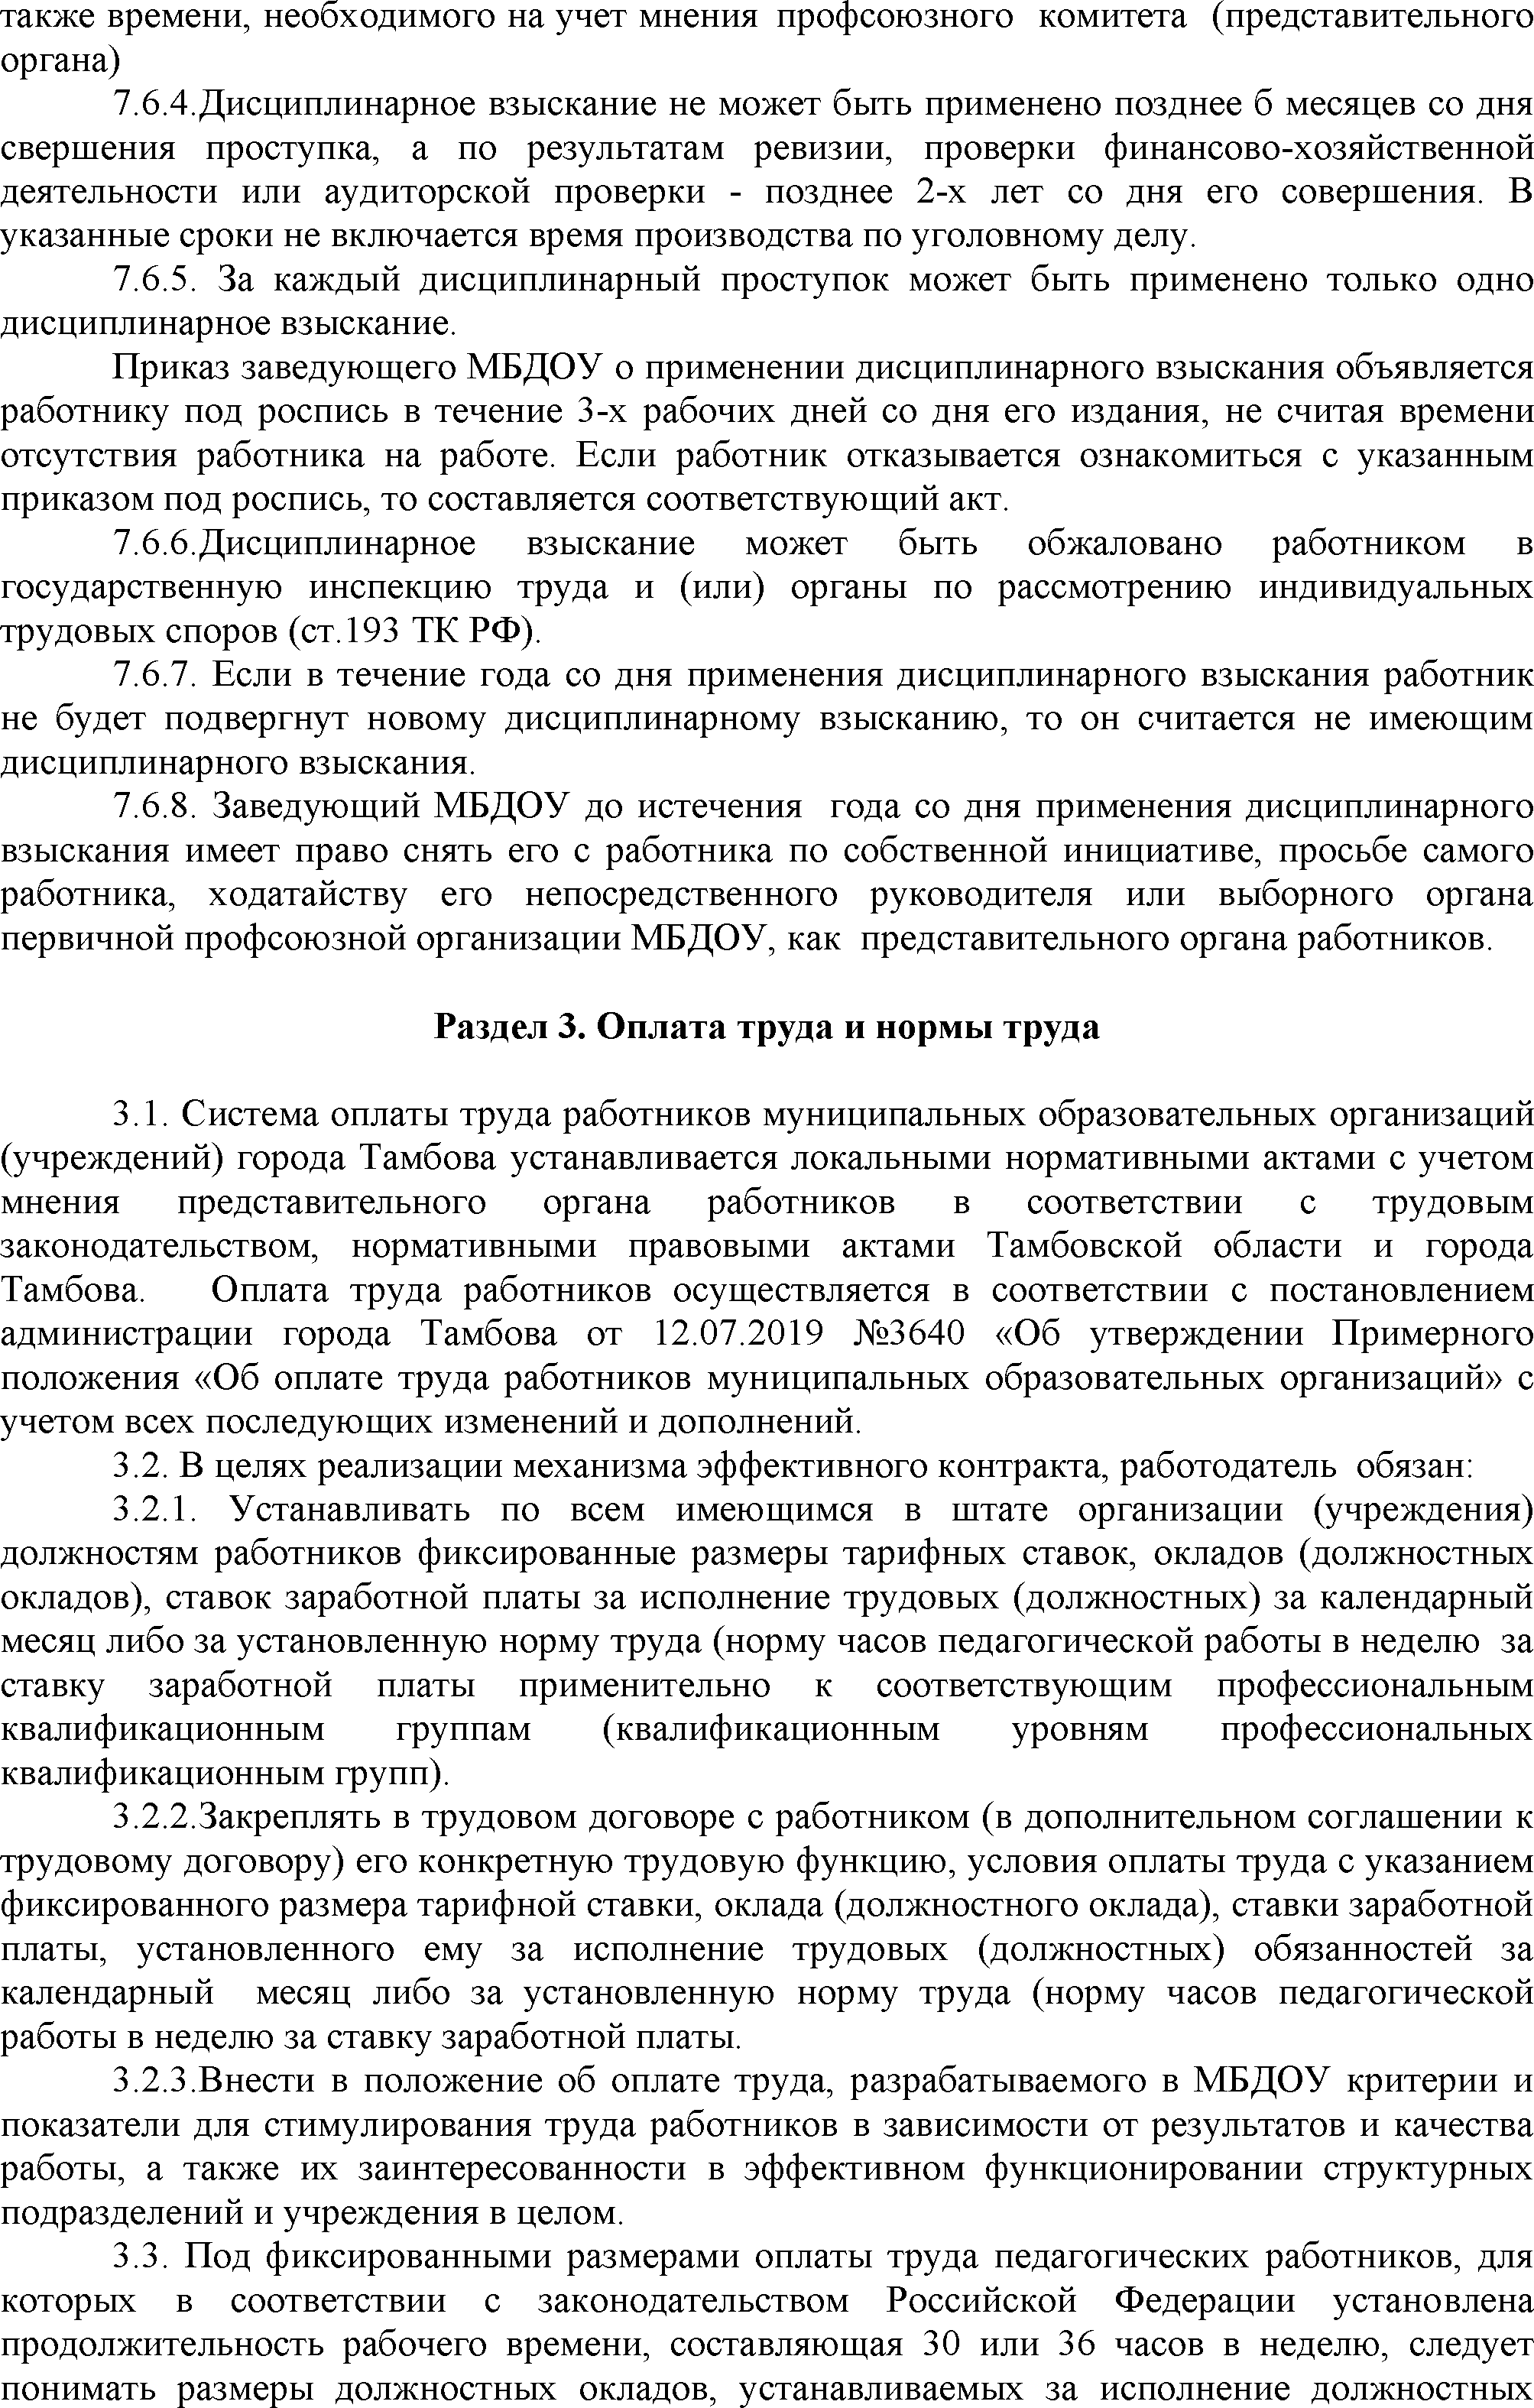 также времени, необходимого на учет мнения профсоюзного комитета (представительного
органа)
7.6.4.Дисциплинарное взыскание не может быть применено позднее б месяцев со дня
свершения проступка, а по результатам ревизии, проверки финансово-хозяйственной
деятельности или аудиторской проверки - позднее 2-х лет со дня его совершения. В
указанные сроки не включается время производства по уголовному делу.
7.6.5. За каждый дисциплинарный проступок может быть применено только одно
дисциплинарное взыскание.
Приказ заведующего МБДОУ о применении дисциплинарного взыскания объявляется
работнику под роспись в течение 3-х рабочих дней со дня его издания, не считая времени
отсутствия работника на работе. Если работник отказывается ознакомиться с указанным
приказом под роспись, то составляется соответствующий акт.
7.6.6.Дисциплинарное взыскание может быть обжаловано работником в
государственную инспекцию труда и (или) органы по рассмотрению индивидуальных
трудовых споров (ст.193 ТК РФ).
7.6.7. Если в течение года со дня применения дисциплинарного взыскания работник
не будет подвергнут новому дисциплинарному взысканию, то он считается не имеющим
дисциплинарного взыскания.
7.6.8. Заведующий МБДОУ до истечения года со дня применения дисциплинарного
взыскания имеет право снять его с работника по собственной инициативе, просьбе самого
работника, ходатайству его непосредственного руководителя или выборного органа
первичной профсоюзной организации МБДОУ, как представительного органа работников.
Раздел 3. Оплата труда и нормы труда
3.1. Система оплаты труда работников муниципальных образовательных организаций
(учреждений) города Тамбова устанавливается локальными нормативными актами с учетом
мнения представительного органа работников в соответствии с трудовым
законодательством, нормативными правовыми актами Тамбовской области и города
Тамбова. Оплата труда работников осуществляется в соответствии с постановлением
администрации города Тамбова от 12.07.2019 №3640 «Об утверждении Примерного
положения «Об оплате труда работников муниципальных образовательных организаций» с
учетом всех последующих изменений и дополнений.
3.2. В целях реализации механизма эффективного контракта, работодатель обязан:
3.2.1. Устанавливать по всем имеющимся в штате организации (учреждения)
должностям работников фиксированные размеры тарифных ставок, окладов (должностных
окладов), ставок заработной платы за исполнение трудовых (должностных) за календарный
месяц либо за установленную норму труда (норму часов педагогической работы в неделю за
ставку заработной платы применительно к соответствующим профессиональным
квалификационным группам (квалификационным уровням профессиональных
квалификационным групп).
3.2.2.Закреплять в трудовом договоре с работником (в дополнительном соглашении к
трудовому договору) его конкретную трудовую функцию, условия оплаты труда с указанием
фиксированного размера тарифной ставки, оклада (должностного оклада), ставки заработной
платы, установленного ему за исполнение трудовых (должностных) обязанностей за
календарный месяц либо за установленную норму труда (норму часов педагогической
работы в неделю за ставку заработной платы.
3.2.3.Внести в положение об оплате труда, разрабатываемого в МБДОУ критерии и
показатели для стимулирования труда работников в зависимости от результатов и качества
работы, а также их заинтересованности в эффективном функционировании структурных
подразделений и учреждения в целом.
3.3. Под фиксированными размерами оплаты труда педагогических работников, для
которых в соответствии с законодательством Российской Федерации установлена
продолжительность рабочего времени, составляющая 30 или 36 часов в неделю, следует
понимать размеры должностных окладов, устанавливаемых за исполнение должностных